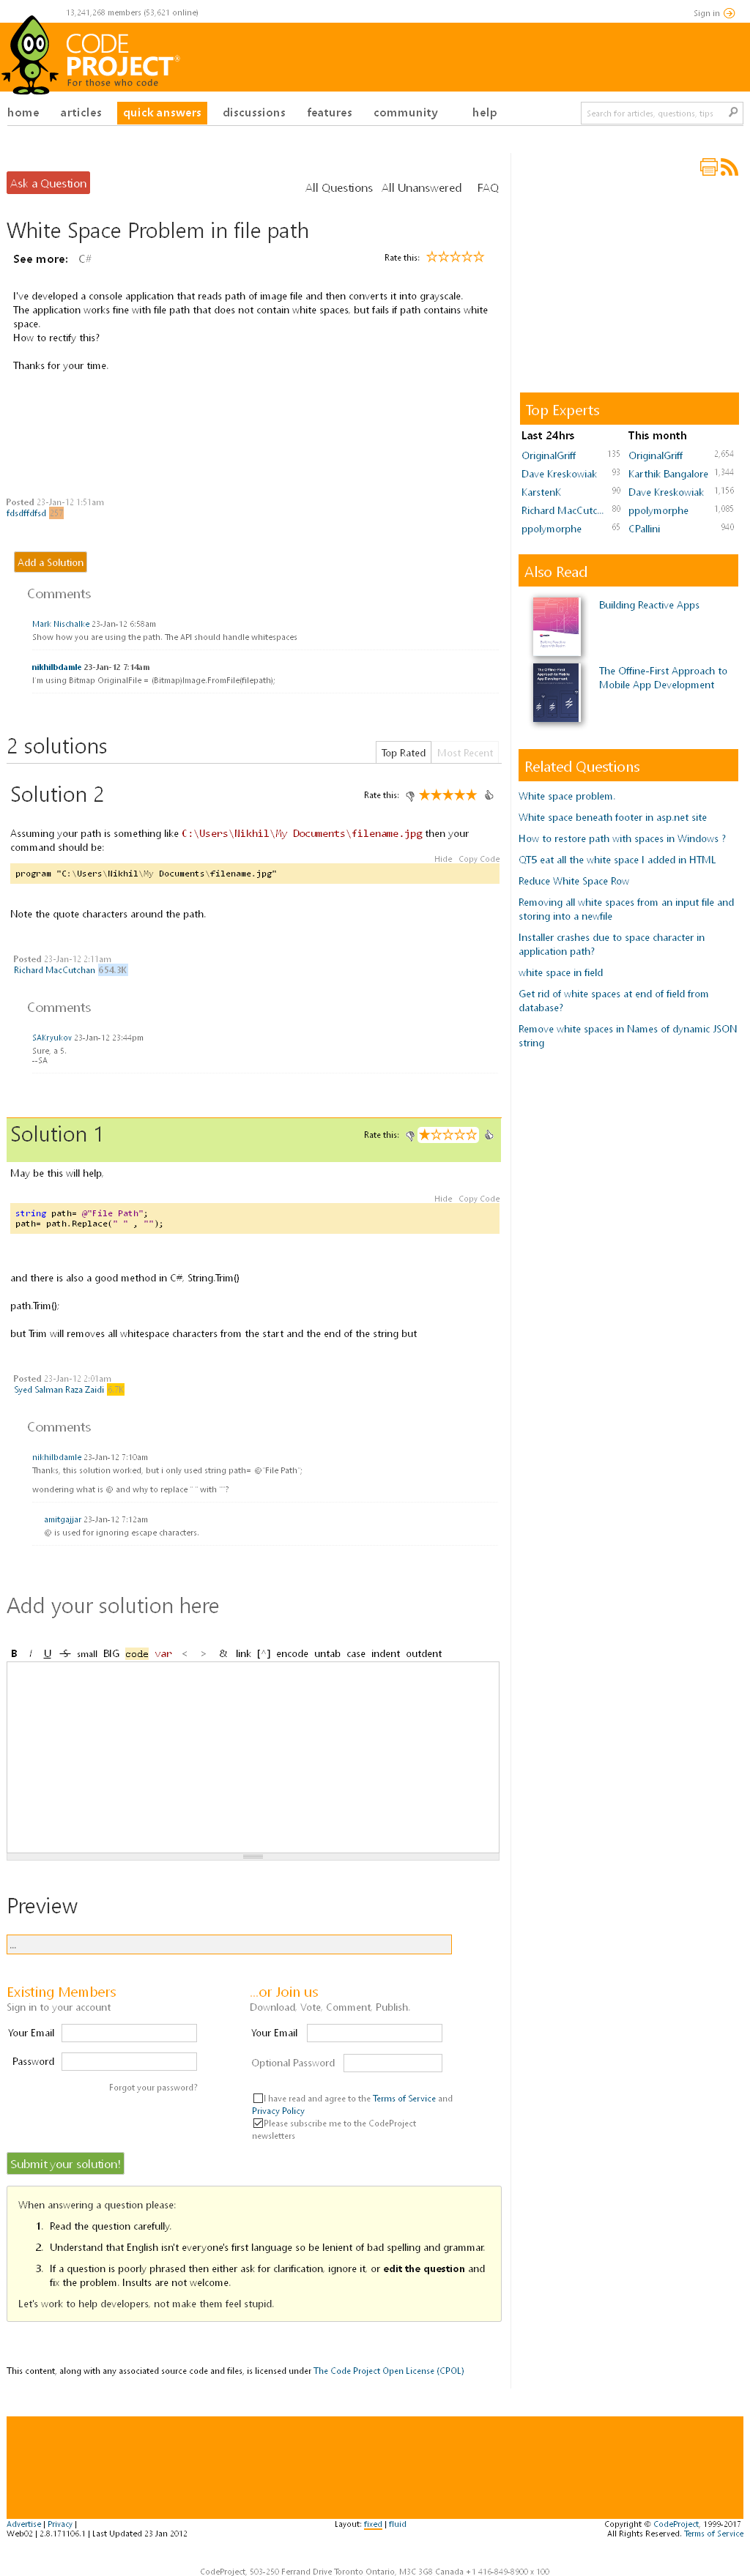 13,241,268 members (53,621 online)
Sign in
CODE
PROJECT®
For those who code
home articles quick answers discussions features community help
Search for articles, questions, tips
Ask a Question
All Questions All Unanswered FAQ
White Space Problem in file path
See more: C#
Rate this:
I've developed a console application that reads path of image file and then converts it into grayscale.
The application works fine with file path that does not contain white spaces. but fails if path contains white
space.
How to rectify this?
Thanks for your time.
Posted 23-Jan-12 1:51am
fdsdffdfsd 257
Add a Solution
Comments
Mark Nischalke 23-Jan-12 6:58am
Show how you are using the path. The API should handle whitespaces
nikhilbdamle 23-Jan-12 7:14am
I'm using Bitmap OriginalFile = (Bitmap)Image.FromFile(filepath);
2 solutions
Top Rated Most Recent
Solution 2
Rate this:
Assuming your path is something like C:\Users\Nikhil\My Documents\filename.jpg then your
command should be:
Hide Copy Code
program "C:\Users\Nikhil\My Documents\filename.jpg"
Note the quote characters around the path.
Posted 23-Jan-12 2:11am
Richard MacCutchan 654.3K
Comments
SAKryukov 23-Jan-12 23:44pm
Sure, a 5.
—SA
Solution 1
Rate this:
May be this will help.
Hide Copy Code
string path= @"File Path";
path= path.Replace(" " , "");
and there is also a good method in C#. String.Trim()
path.Trim();
but Trim will removes all whitespace characters from the start and the end of the string but
Posted 23-Jan-12 2:01am
Syed Salman Raza Zaidi 6.7K
Comments
nikhilbdamle 23-Jan-12 7:10am
Thanks, this solution worked, but i only used string path= @"File Path";
wondering what is @ and why to replace " " with ""?
amitgajjar 23-Jan-12 7:12am
@ is used for ignoring escape characters.
Add your solution here
B I U S small BIG code var < > & link [^] encode untab case indent outdent
Preview
...
Existing Members
Sign in to your account
Your Email
Password
Forgot your password?
...or Join us
Download, Vote, Comment, Publish.
Your Email
Optional Password
I have read and agree to the Terms of Service and
Privacy Policy
Please subscribe me to the CodeProject
newsletters
Submit your solution!
When answering a question please:
1. Read the question carefully.
2. Understand that English isn't everyone's first language so be lenient of bad spelling and grammar.
3. If a question is poorly phrased then either ask for clarification, ignore it, or edit the question and
fix the problem. Insults are not welcome.
Let's work to help developers, not make them feel stupid.
This content, along with any associated source code and files, is licensed under The Code Project Open License (CPOL)
Top Experts
Last 24hrs This month
OriginalGriff 135 OriginalGriff 2,654
Dave Kreskowiak 93 Karthik Bangalore 1,344
KarstenK 90 Dave Kreskowiak 1,156
Richard MacCutc... 80 ppolymorphe 1,085
ppolymorphe 65 CPallini 940
Also Read
Building Reactive Apps
The Offine-First Approach to
Mobile App Development
Related Questions
White space problem.
White space beneath footer in asp.net site
How to restore path with spaces in Windows ?
QT5 eat all the white space I added in HTML
Reduce White Space Row
Removing all white spaces from an input file and
storing into a newfile
Installer crashes due to space character in
application path?
white space in field
Get rid of white spaces at end of field from
database?
Remove white spaces in Names of dynamic JSON
string
Advertise | Privacy |
Web02 | 2.8.171106.1 | Last Updated 23 Jan 2012
Layout: fixed | fluid
Copyright © CodeProject, 1999-2017
All Rights Reserved. Terms of Service
CodeProject, 503-250 Ferrand Drive Toronto Ontario, M3C 3G8 Canada +1 416-849-8900 x 100